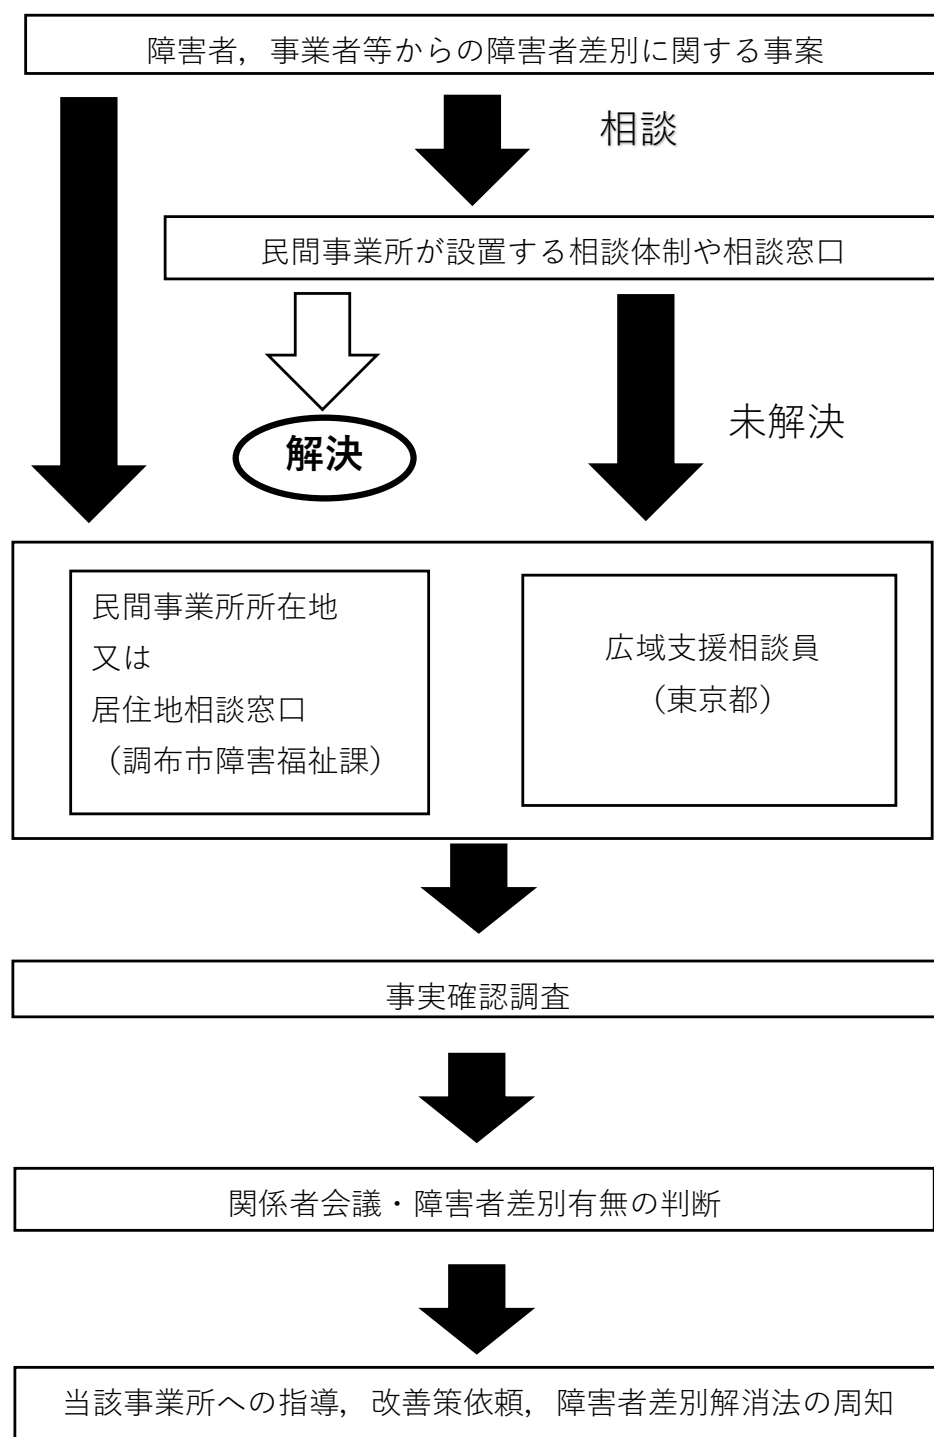 障害者，事業者等からの障害者差別に関する事案
相談
民間事業所が設置する相談体制や相談窓口
解決
未解決
民間事業所所在地
又は
居住地相談窓口
（調布市障害福祉課）
広域支援相談員
（東京都）
事実確認調査
関係者会議・障害者差別有無の判断
当該事業所への指導，改善策依頼，障害者差別解消法の周知